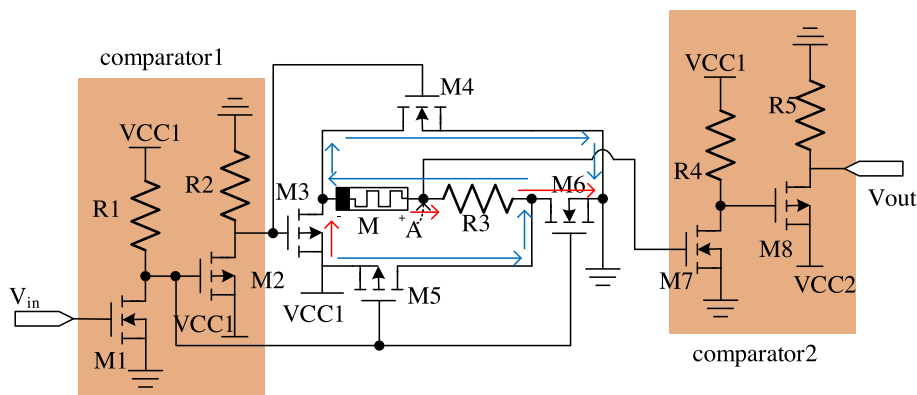 comparator1
VCC1
R1
R2
M2
VCC1
Vin
M1
M3
M4
-
M
+
A
R3
M6
VCC1
M5
VCC1
R4
R5
Vout
M7
M8
VCC2
comparator2